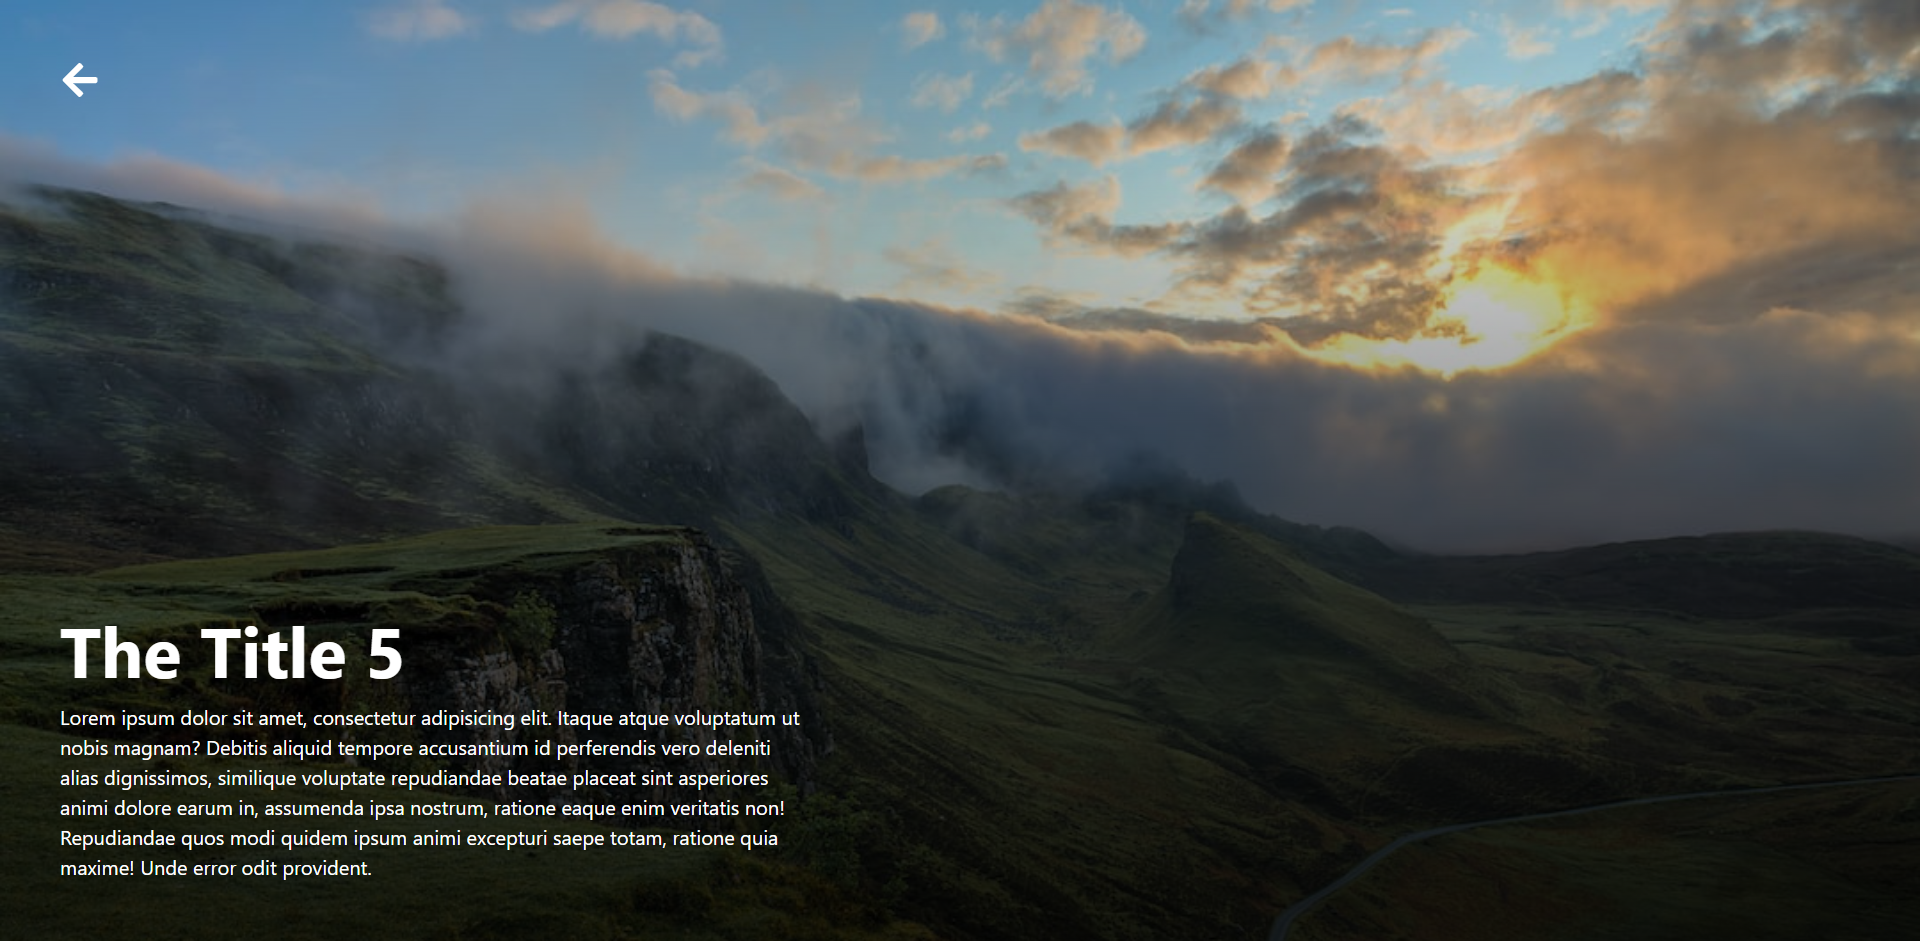 The Title 5
Lorem ipsum dolor sit amet, consectetur adipisicing elit. Itaque atque voluptatum ut
nobis magnam? Debitis aliquid tempore accusantium id perferendis vero deleniti
alias dignissimos, similique voluptate repudiandae beatae placeat sint asperiores
animi dolore earum in, assumenda ipsa nostrum, ratione eaque enim veritatis non!
Repudiandae quos modi quidem ipsum animi excepturi saepe totam, ratione quia
maxime! Unde error odit provident.